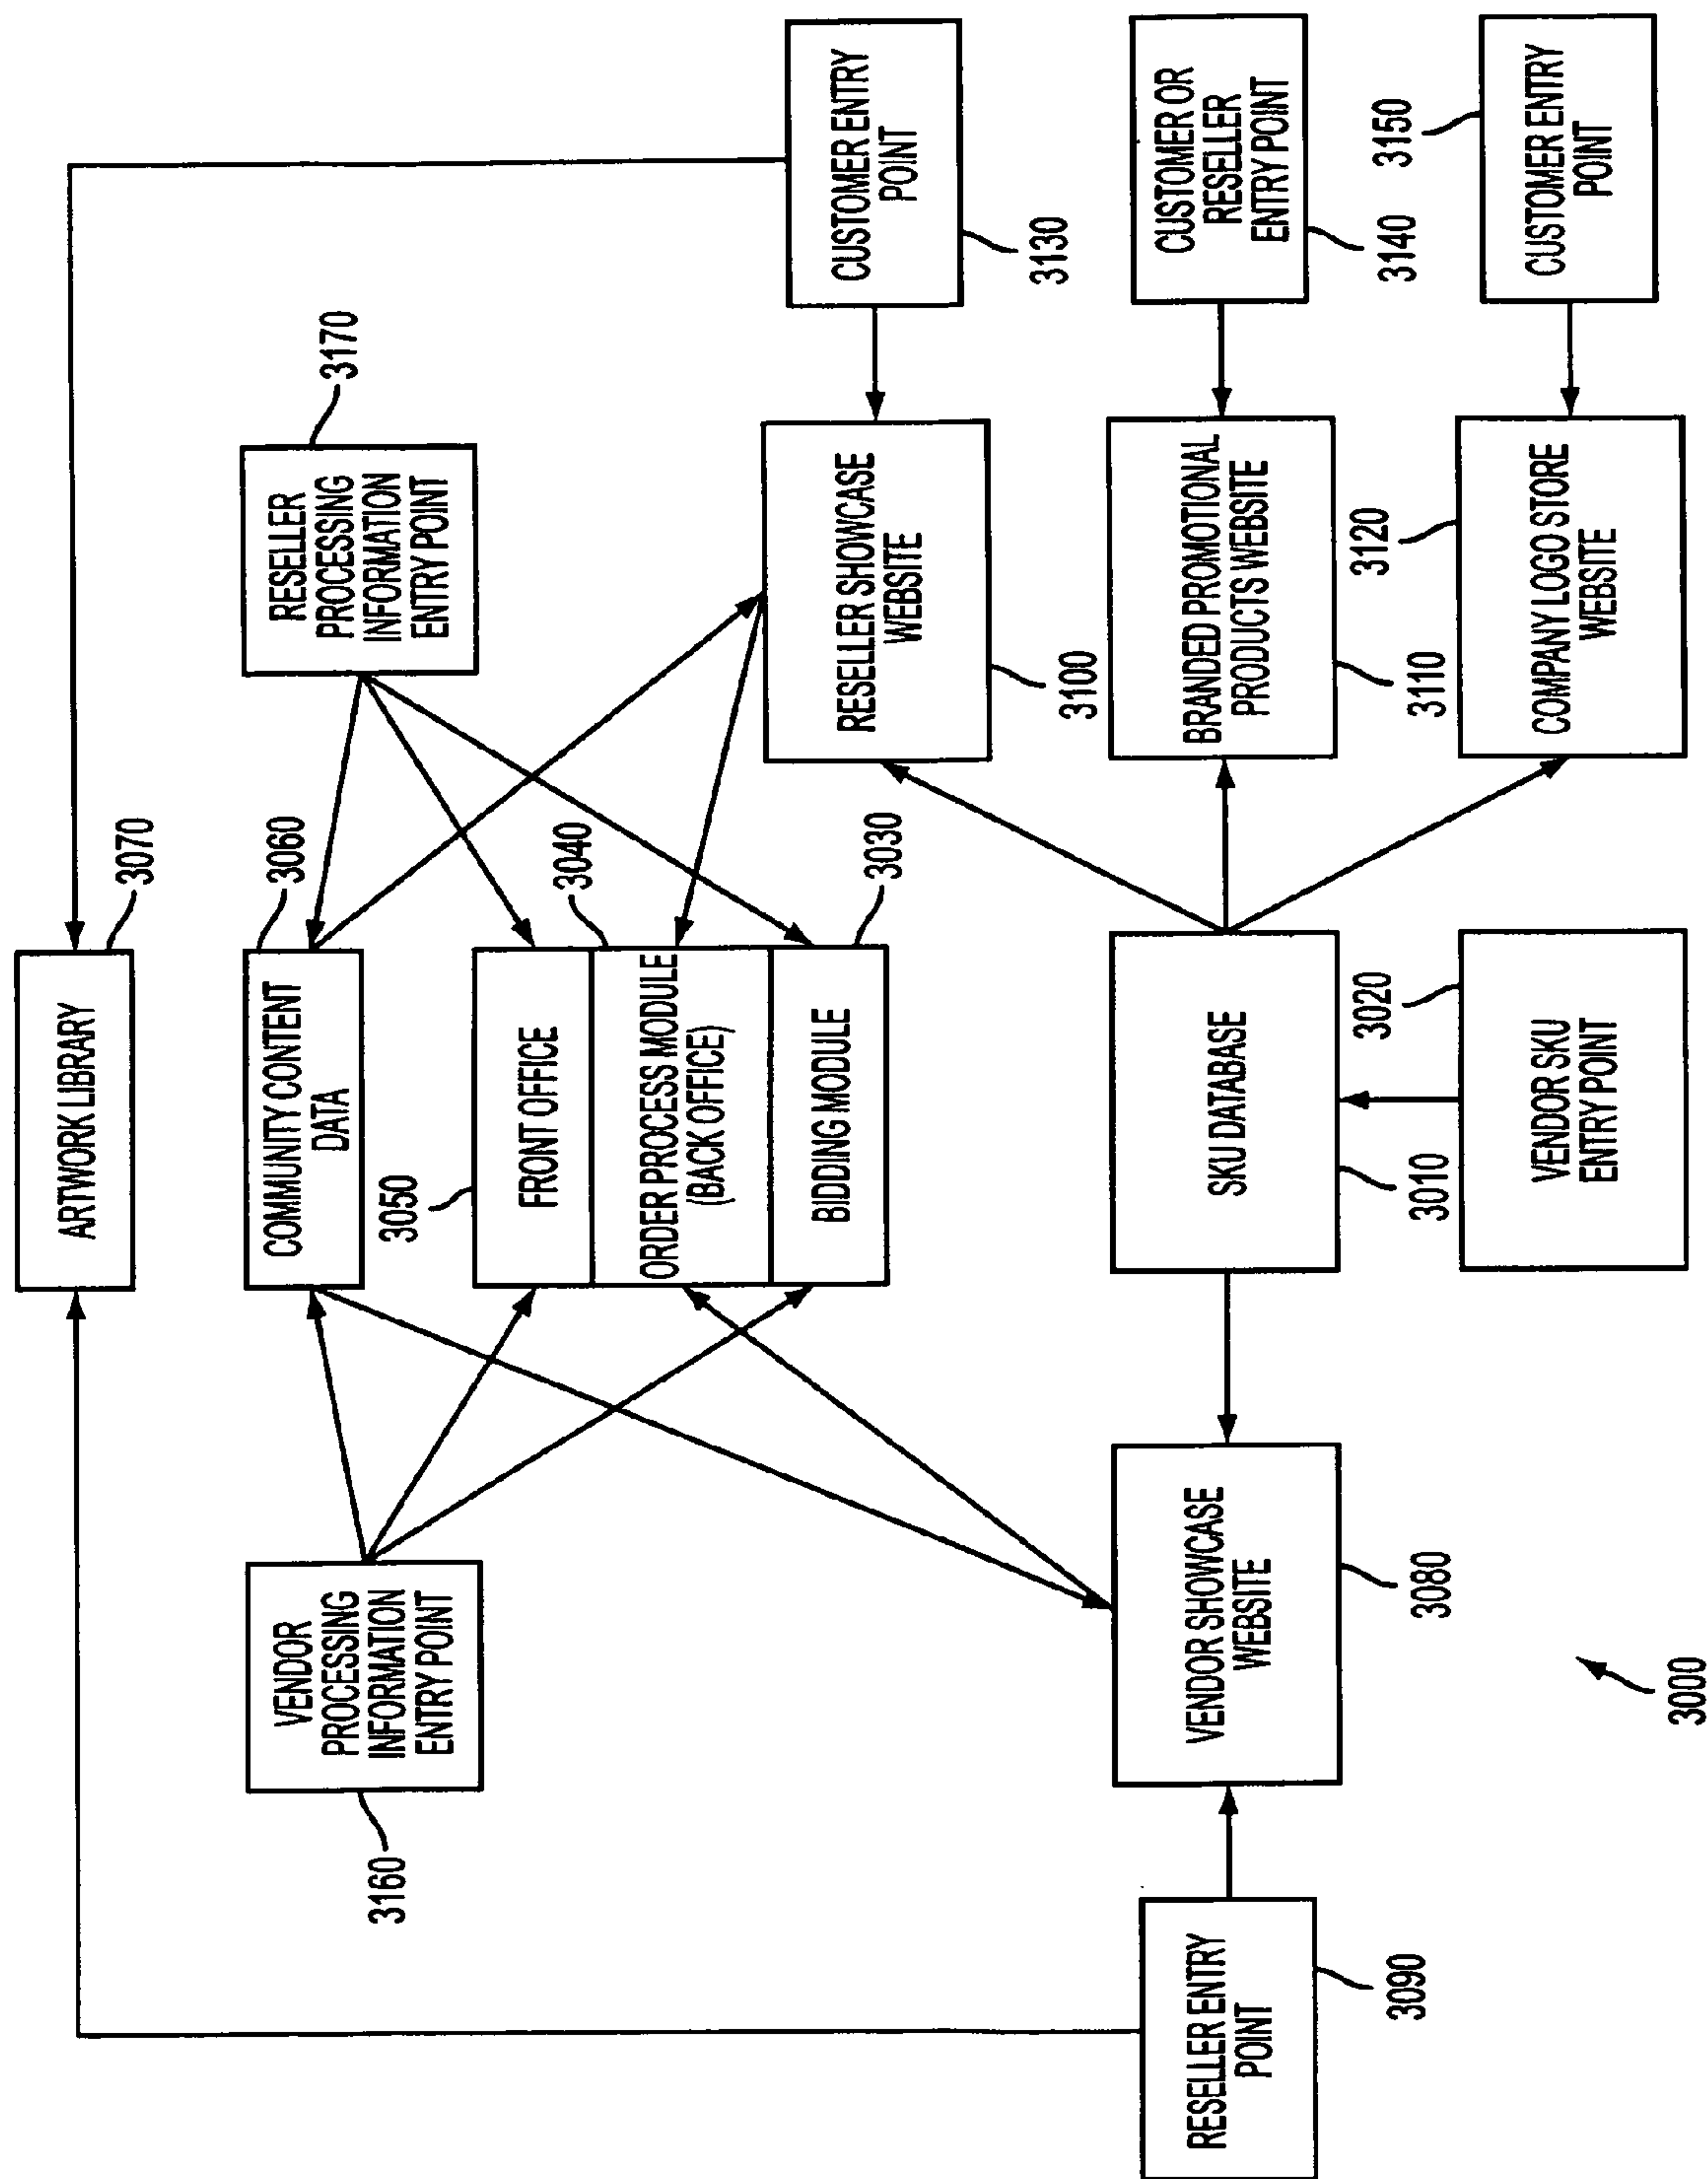 ARTWORK LIBRARY
3070
VENDOR
PROCESSING
INFORMATION
ENTRY POINT
3160
COMMUNITY CONTENT
DATA
3060
RESELLER
PROCESSING
INFORMATION
ENTRY POINT
3170
3050
FRONT OFFICE
ORDER PROCESS MODULE
(BACK OFFICE)
3040
BIDDING MODULE
3030
RESELLER SHOWCASE
WEBSITE
3100
CUSTOMER ENTRY
POINT
3130
RESELLER ENTRY
POINT
3090
VENDOR SHOWCASE
WEBSITE
3080
SKU DATABASE
3010
BRANDED PROMOTIONAL
PRODUCTS WEBSITE
3110
CUSTOMER OR
RESELLER
ENTRY POINT
3140
VENDOR SKU
ENTRY POINT
3020
COMPANY LOGO STORE
WEBSITE
3120
CUSTOMER ENTRY
POINT
3150
3000